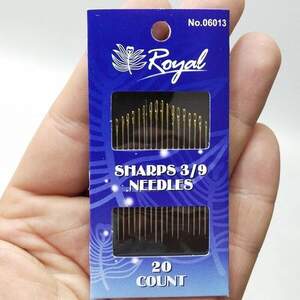 No.06013
Royal
SHARPS 3/9
NEEDLES
20
COUNT